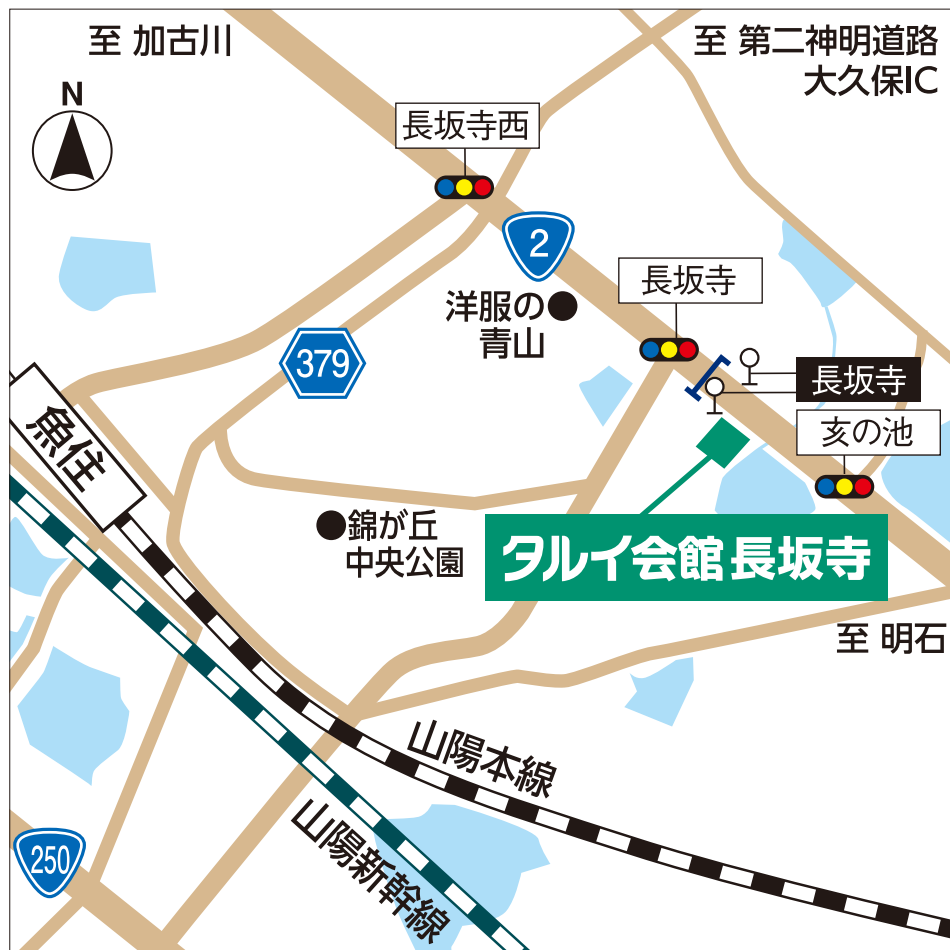 至 加古川
至 第二神明道路
大久保IC
N
長坂寺西
2
長坂寺
洋服の
青山
379
長坂寺
魚住
亥の池
錦が丘
中央公園
タルイ会館 長坂寺
至 明石
山陽本線
山陽新幹線
250